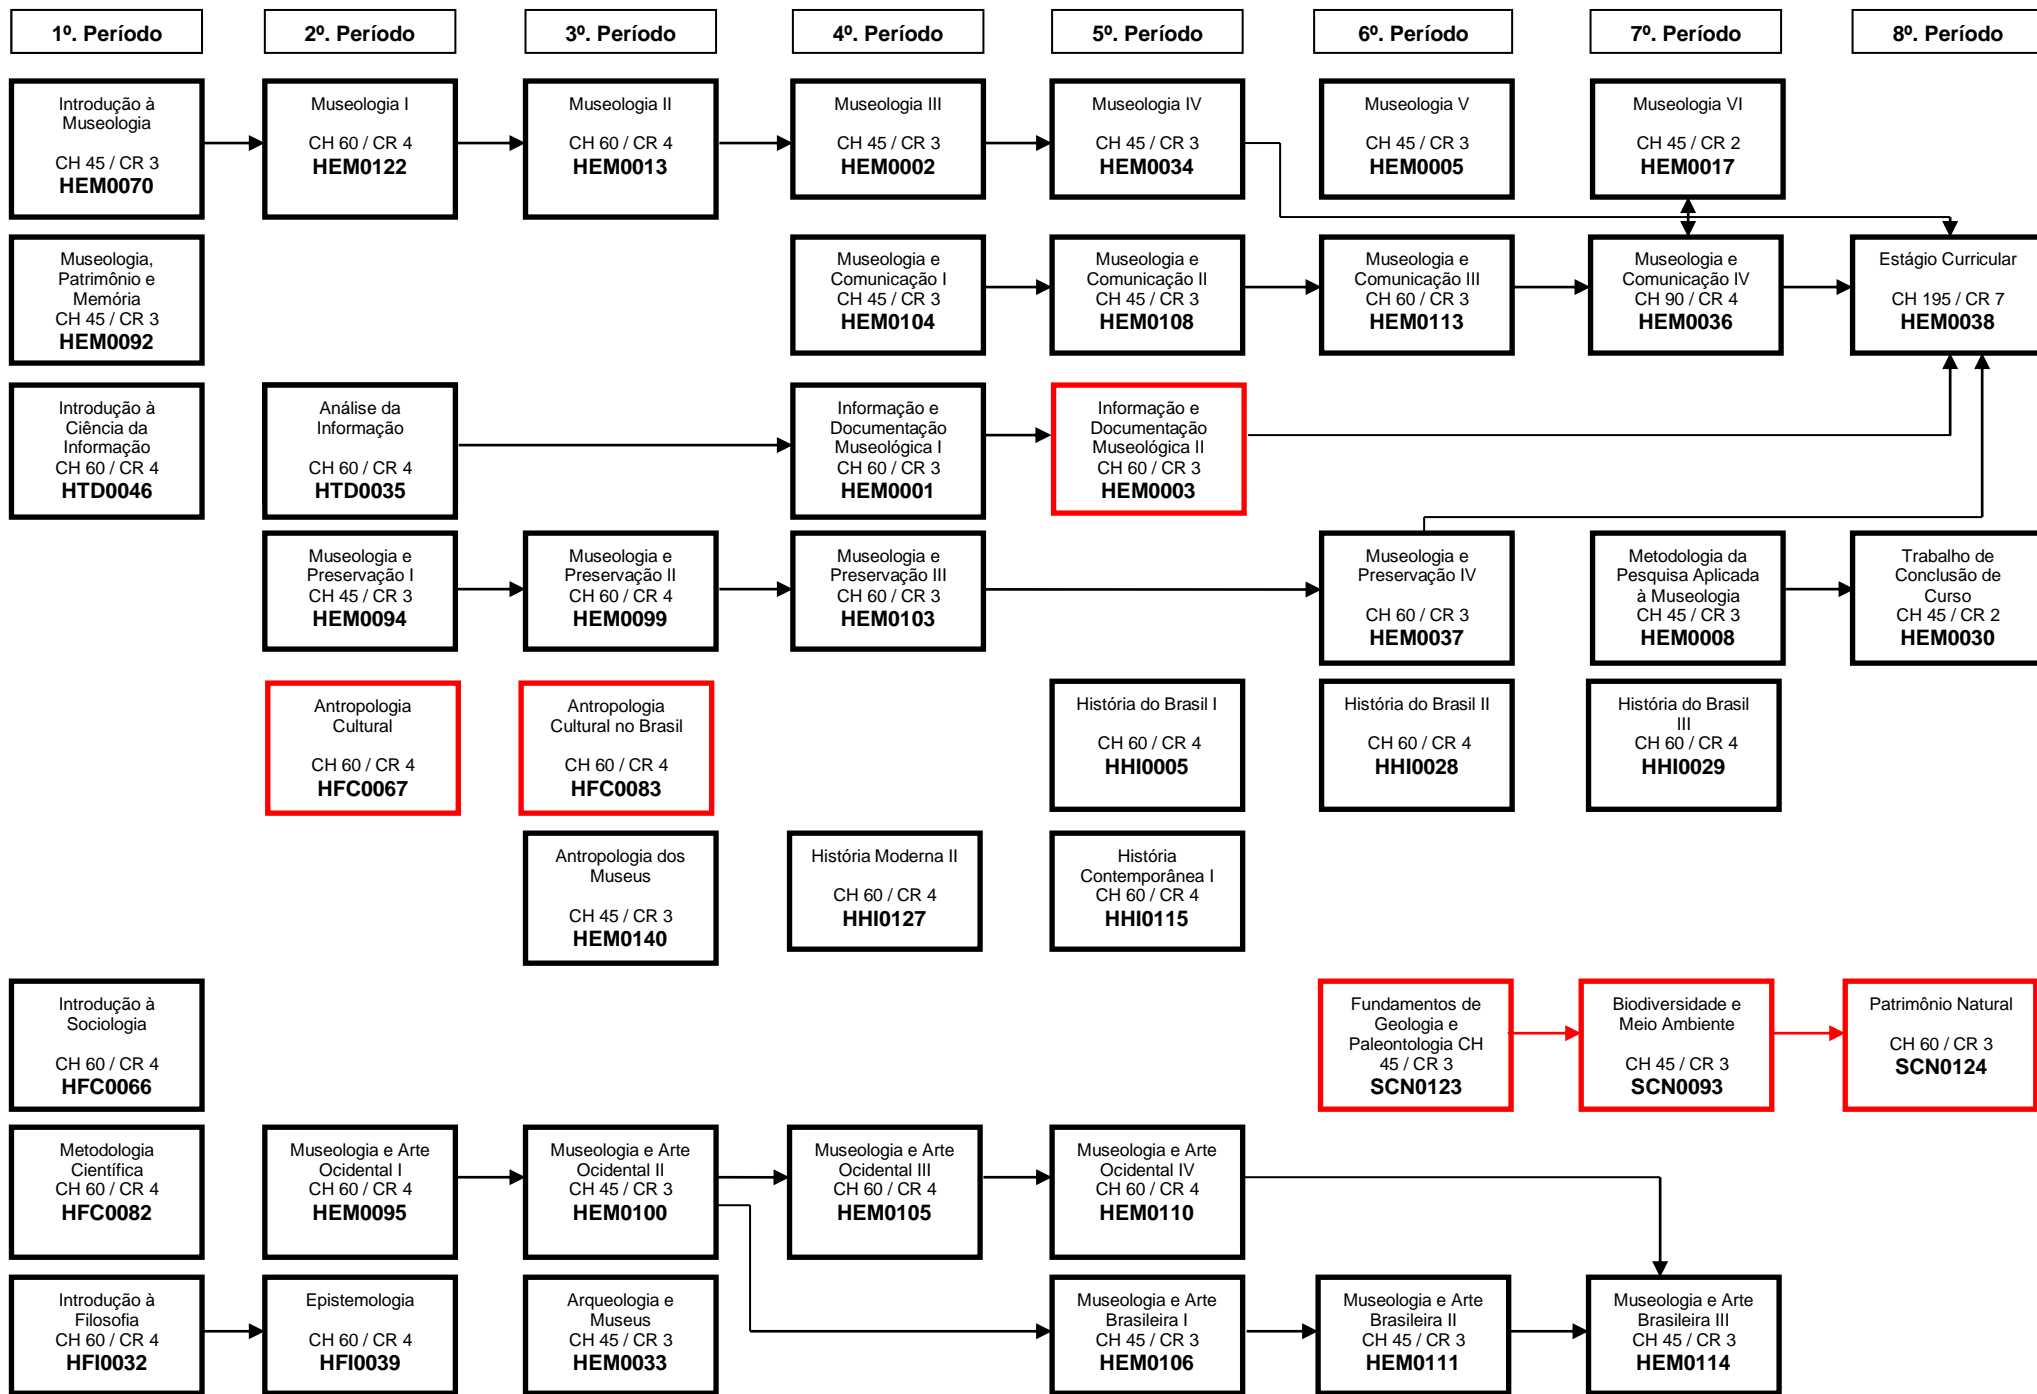 1º. Período
2º. Período
3º. Período
4º. Período
5º. Período
6º. Período
7º. Período
8º. Período
Introdução à
Museologia
CH 45 / CR 3
HEM0070
Museologia I
CH 60 / CR 4
HEM0122
Museologia II
CH 60 / CR 4
HEM0013
Museologia III
CH 45 / CR 3
HEM0002
Museologia IV
CH 45 / CR 3
HEM0034
Museologia V
CH 45 / CR 3
HEM0005
Museologia VI
CH 45 / CR 2
HEM0017
Museologia,
Patrimônio e
Memória
CH 45 / CR 3
HEM0092
Museologia e
Comunicação I
CH 45 / CR 3
HEM0104
Museologia e
Comunicação II
CH 45 / CR 3
HEM0108
Museologia e
Comunicação III
CH 60 / CR 3
HEM0113
Museologia e
Comunicação IV
CH 90 / CR 4
HEM0036
Estágio Curricular
CH 195 / CR 7
HEM0038
Introdução à
Ciência da
Informação
CH 60 / CR 4
HTD0046
Análise da
Informação
CH 60 / CR 4
HTD0035
Informação e
Documentação
Museológica I
CH 60 / CR 3
HEM0001
Informação e
Documentação
Museológica II
CH 60 / CR 3
HEM0003
Museologia e
Preservação I
CH 45 / CR 3
HEM0094
Museologia e
Preservação II
CH 60 / CR 4
HEM0099
Museologia e
Preservação III
CH 60 / CR 3
HEM0103
Museologia e
Preservação IV
CH 60 / CR 3
HEM0037
Metodologia da
Pesquisa Aplicada
à Museologia
CH 45 / CR 3
HEM0008
Trabalho de
Conclusão de
Curso
CH 45 / CR 2
HEM0030
Antropologia
Cultural
CH 60 / CR 4
HFC0067
Antropologia
Cultural no Brasil
CH 60 / CR 4
HFC0083
História do Brasil I
CH 60 / CR 4
HHI0005
História do Brasil II
CH 60 / CR 4
HHI0028
História do Brasil
III
CH 60 / CR 4
HHI0029
Antropologia dos
Museus
CH 45 / CR 3
HEM0140
História Moderna II
CH 60 / CR 4
HHI0127
História
Contemporânea I
CH 60 / CR 4
HHI0115
Introdução à
Sociologia
CH 60 / CR 4
HFC0066
Fundamentos de
Geologia e
Paleontologia CH
45 / CR 3
SCN0123
Biodiversidade e
Meio Ambiente
CH 45 / CR 3
SCN0093
Patrimônio Natural
CH 60 / CR 3
SCN0124
Metodologia
Científica
CH 60 / CR 4
HFC0082
Museologia e Arte
Ocidental I
CH 60 / CR 4
HEM0095
Museologia e Arte
Ocidental II
CH 45 / CR 3
HEM0100
Museologia e Arte
Ocidental III
CH 60 / CR 4
HEM0105
Museologia e Arte
Ocidental IV
CH 60 / CR 4
HEM0110
Introdução à
Filosofia
CH 60 / CR 4
HFI0032
Epistemologia
CH 60 / CR 4
HFI0039
Arqueologia e
Museus
CH 45 / CR 3
HEM0033
Museologia e Arte
Brasileira I
CH 45 / CR 3
HEM0106
Museologia e Arte
Brasileira II
CH 45 / CR 3
HEM0111
Museologia e Arte
Brasileira III
CH 45 / CR 3
HEM0114